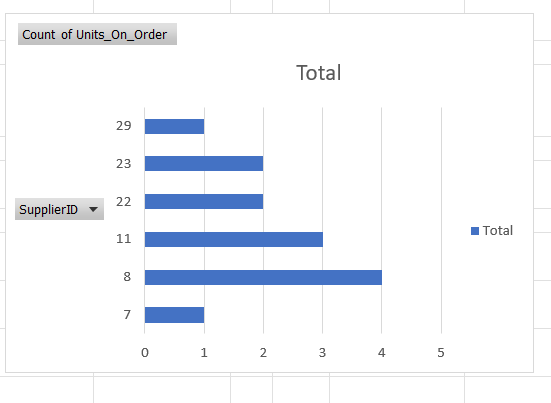 Count of Units_On_Order
Total
29
23
22
SupplierID
11
Total
8
7
0 1 2 3 4 5